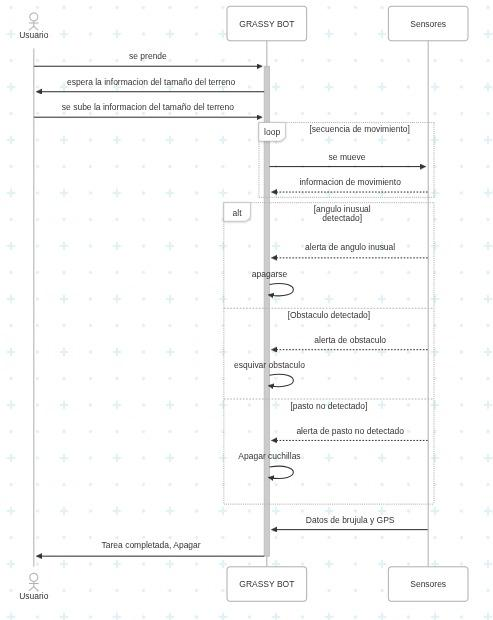 GRASSY BOT
Sensores
Usuario
se prende
espera la informacion del tamaño del terreno
se sube la informacion del tamaño del terreno
loop
[secuencia de movimiento]
se mueve
informacion de movimiento
alt
[angulo inusual
detectado]
alerta de angulo inusual
apagarse
[Obstaculo detectado]
alerta de obstaculo
esquivar obstaculo
[pasto no detectado]
alerta de pasto no detectado
Apagar cuchillas
Datos de brujula y GPS
Tarea completada, Apagar
GRASSY BOT
Sensores
Usuario